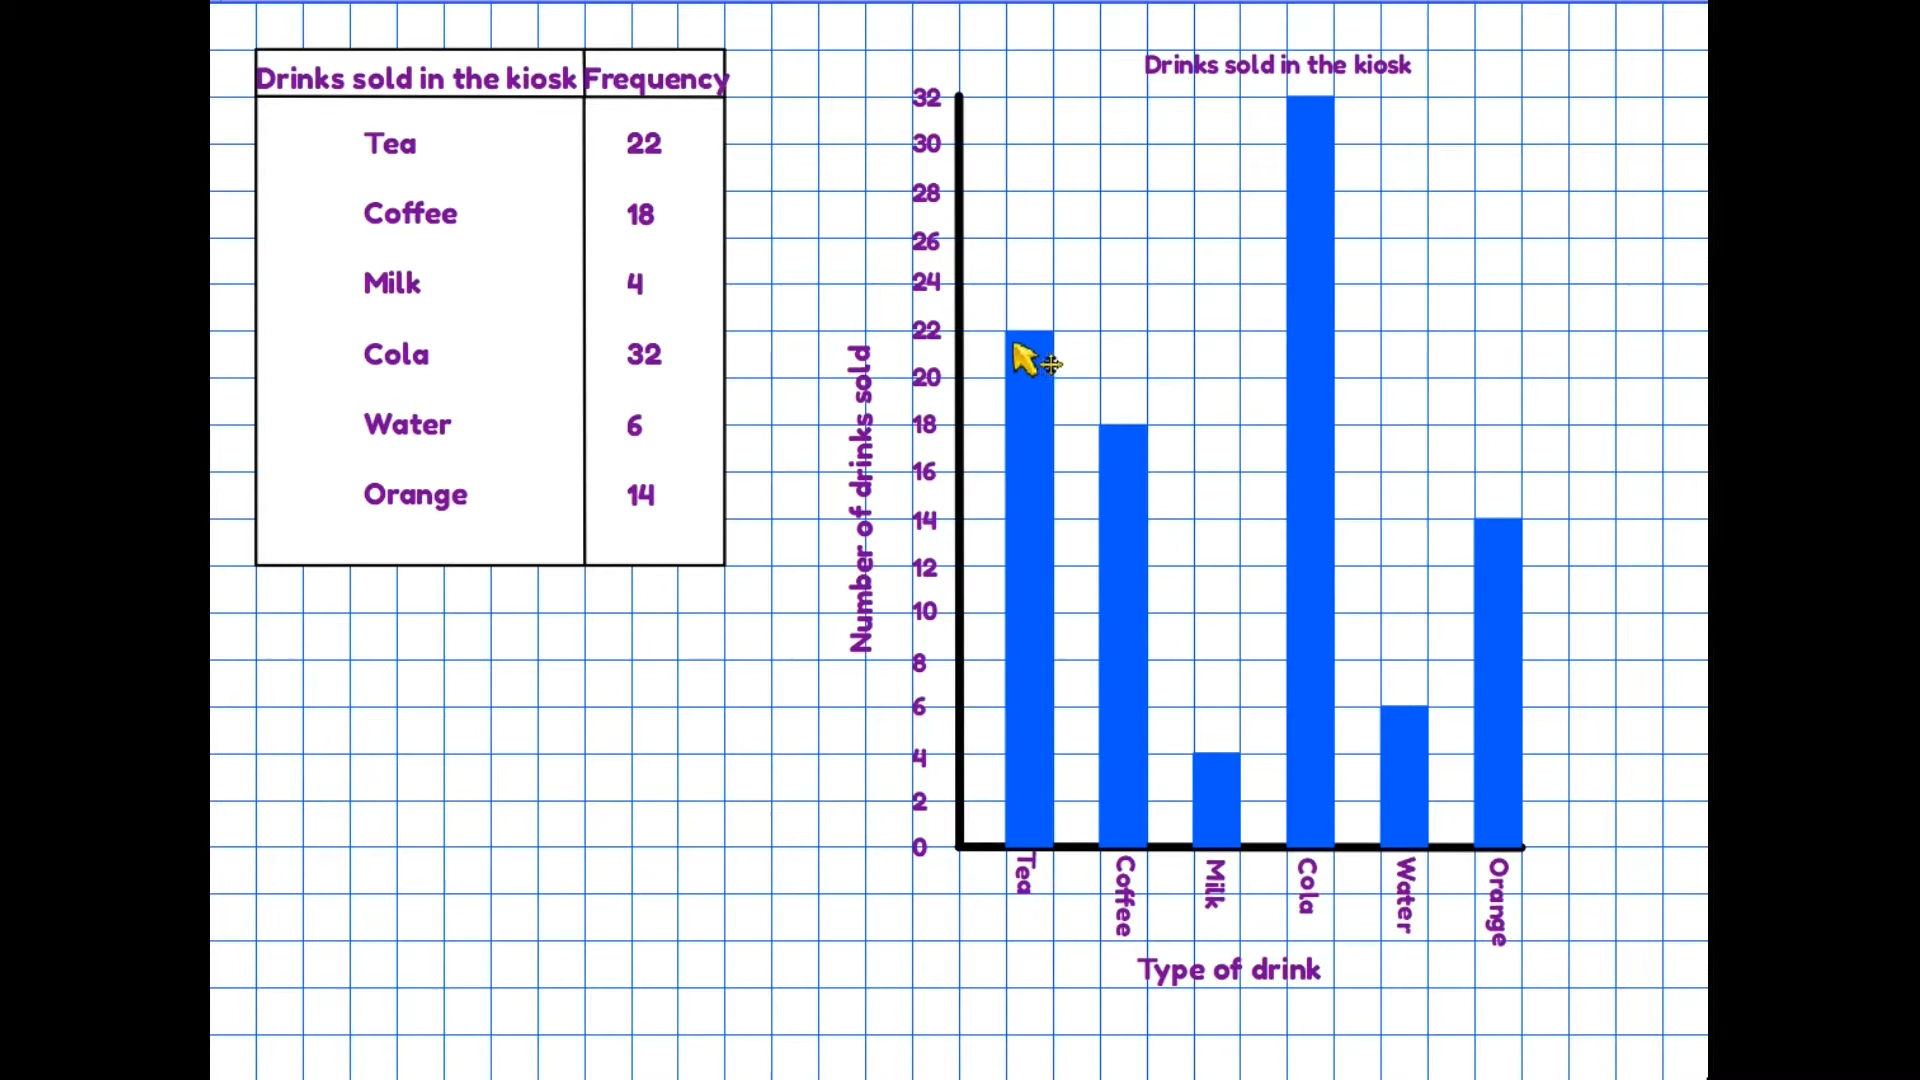 Drinks sold in the kiosk Frequency
Tea 22
Coffee 18
Milk 4
Cola 32
Water 6
Orange 14
Drinks sold in the kiosk
32
30
28
26
24
22
20
18
16
14
12
10
8
6
4
2
0
Number of drinks sold
Tea Coffee Milk Cola Water Orange
Type of drink